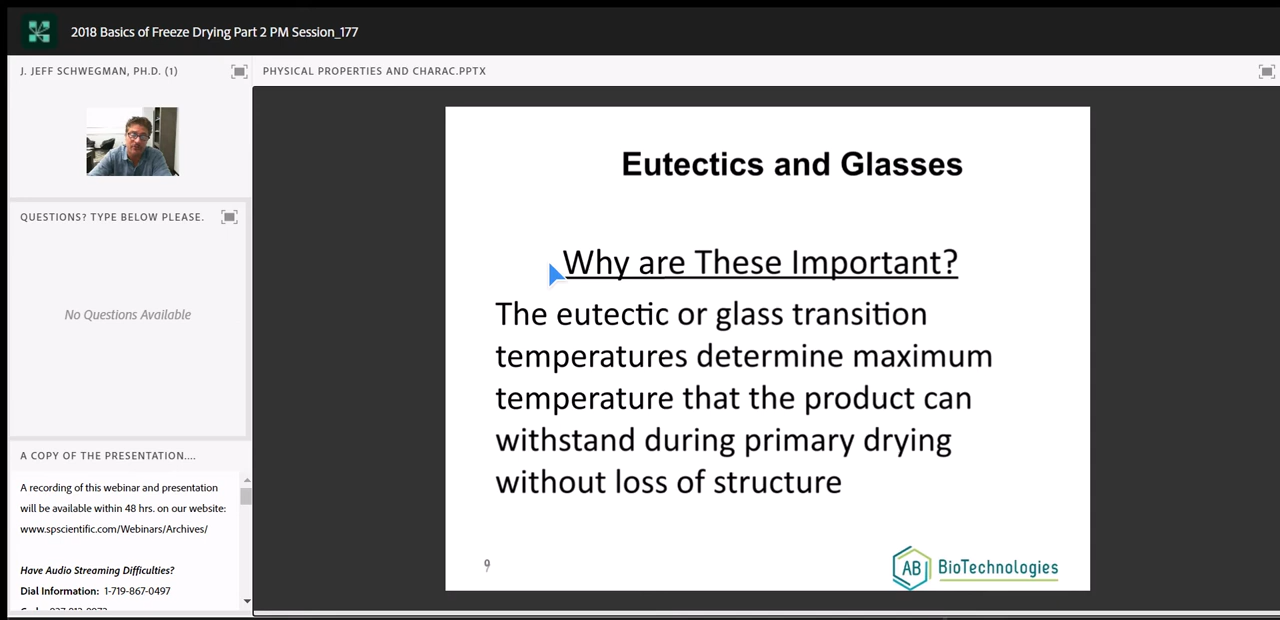 2018 Basics of Freeze Drying Part 2 PM Session_177
J. JEFF SCHWEGMAN, PH.D. (1)
PHYSICAL PROPERTIES AND CHARAC.PPTX
QUESTIONS? TYPE BELOW PLEASE.
No Questions Available
A COPY OF THE PRESENTATION....
A recording of this webinar and presentation
will be available within 48 hrs. on our website:
www.spscientific.com/Webinars/Archives/
Have Audio Streaming Difficulties?
Dial Information: 1-719-867-0497
Eutectics and Glasses
Why are These Important?
The eutectic or glass transition
temperatures determine maximum
temperature that the product can
withstand during primary drying
without loss of structure
9
AB BioTechnologies